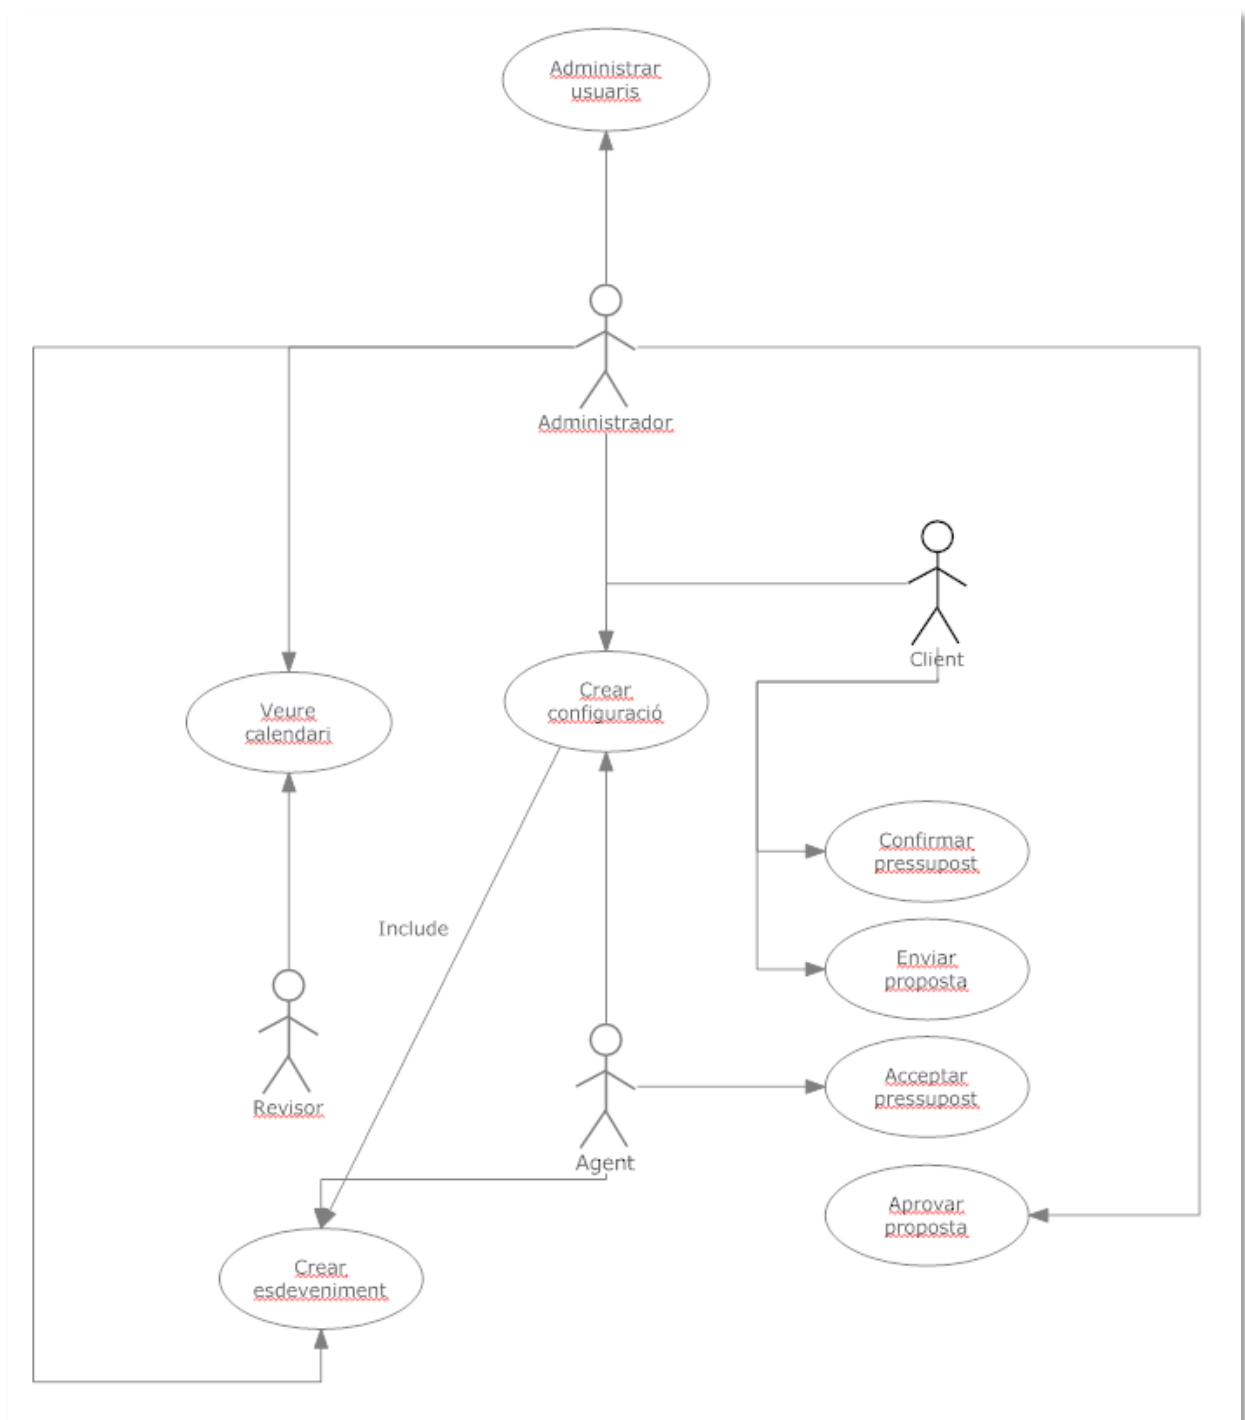 Administrar
usuaris
Administrador
Client
Crear
configuració
Veure
calendari
Confirmar
pressupost
Include
Enviar
proposta
Revisor
Acceptar
pressupost
Agent
Aprovar
proposta
Crear
esdeveniment